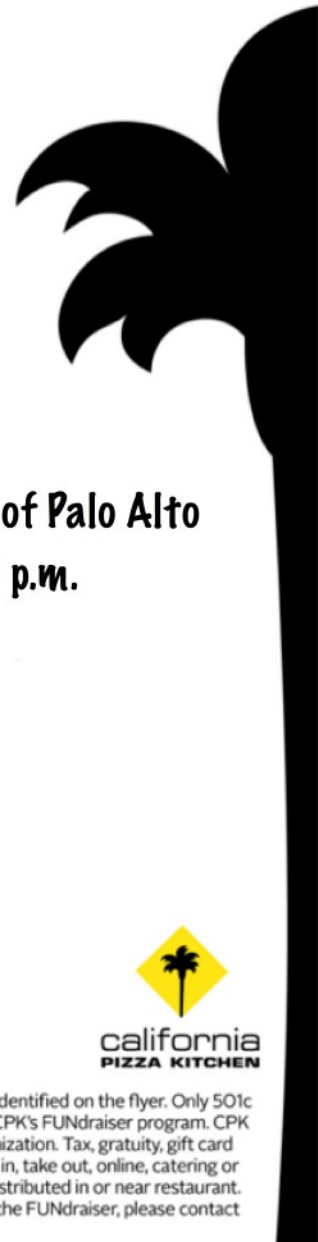 of Palo Alto
p.m.
california
PIZZA KITCHEN
dentified on the flyer. Only 501c
CPK's FUNdraiser program. CPK
ization. Tax, gratuity, gift card
in, take out, online, catering or
stributed in or near restaurant.
the FUNdraiser, please contact